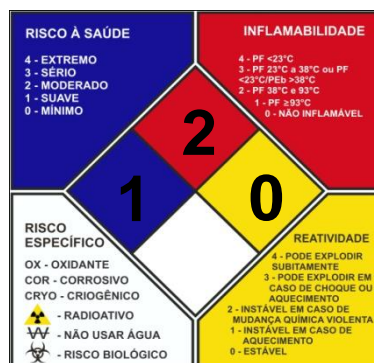 RISCO À SAÚDE
4 - EXTREMO
3 - SÉRIO
2 - MODERADO
1 - SUAVE
0 - MÍNIMO
INFLAMABILIDADE
4 - PF <23°C
3 - PF 23°C a 38°C ou PF
<23°C/PEb >38°C
2 - PF 38°C e 93°C
1 - PF ≥93°C
0 - NÃO INFLAMÁVEL
2
1
0
RISCO
ESPECÍFICO
OX - OXIDANTE
COR - CORROSIVO
CRYO - CRIOGÊNICO
- RADIOATIVO
W - NÃO USAR ÁGUA
- RISCO BIOLÓGICO
REATIVIDADE
4 - PODE EXPLODIR
SUBITAMENTE
3 - PODE EXPLODIR EM
CASO DE CHOQUE OU
AQUECIMENTO
2 - INSTÁVEL EM CASO DE
MUDANÇA QUÍMICA VIOLENTA
1 - INSTÁVEL EM CASO DE
AQUECIMENTO
0 - ESTÁVEL